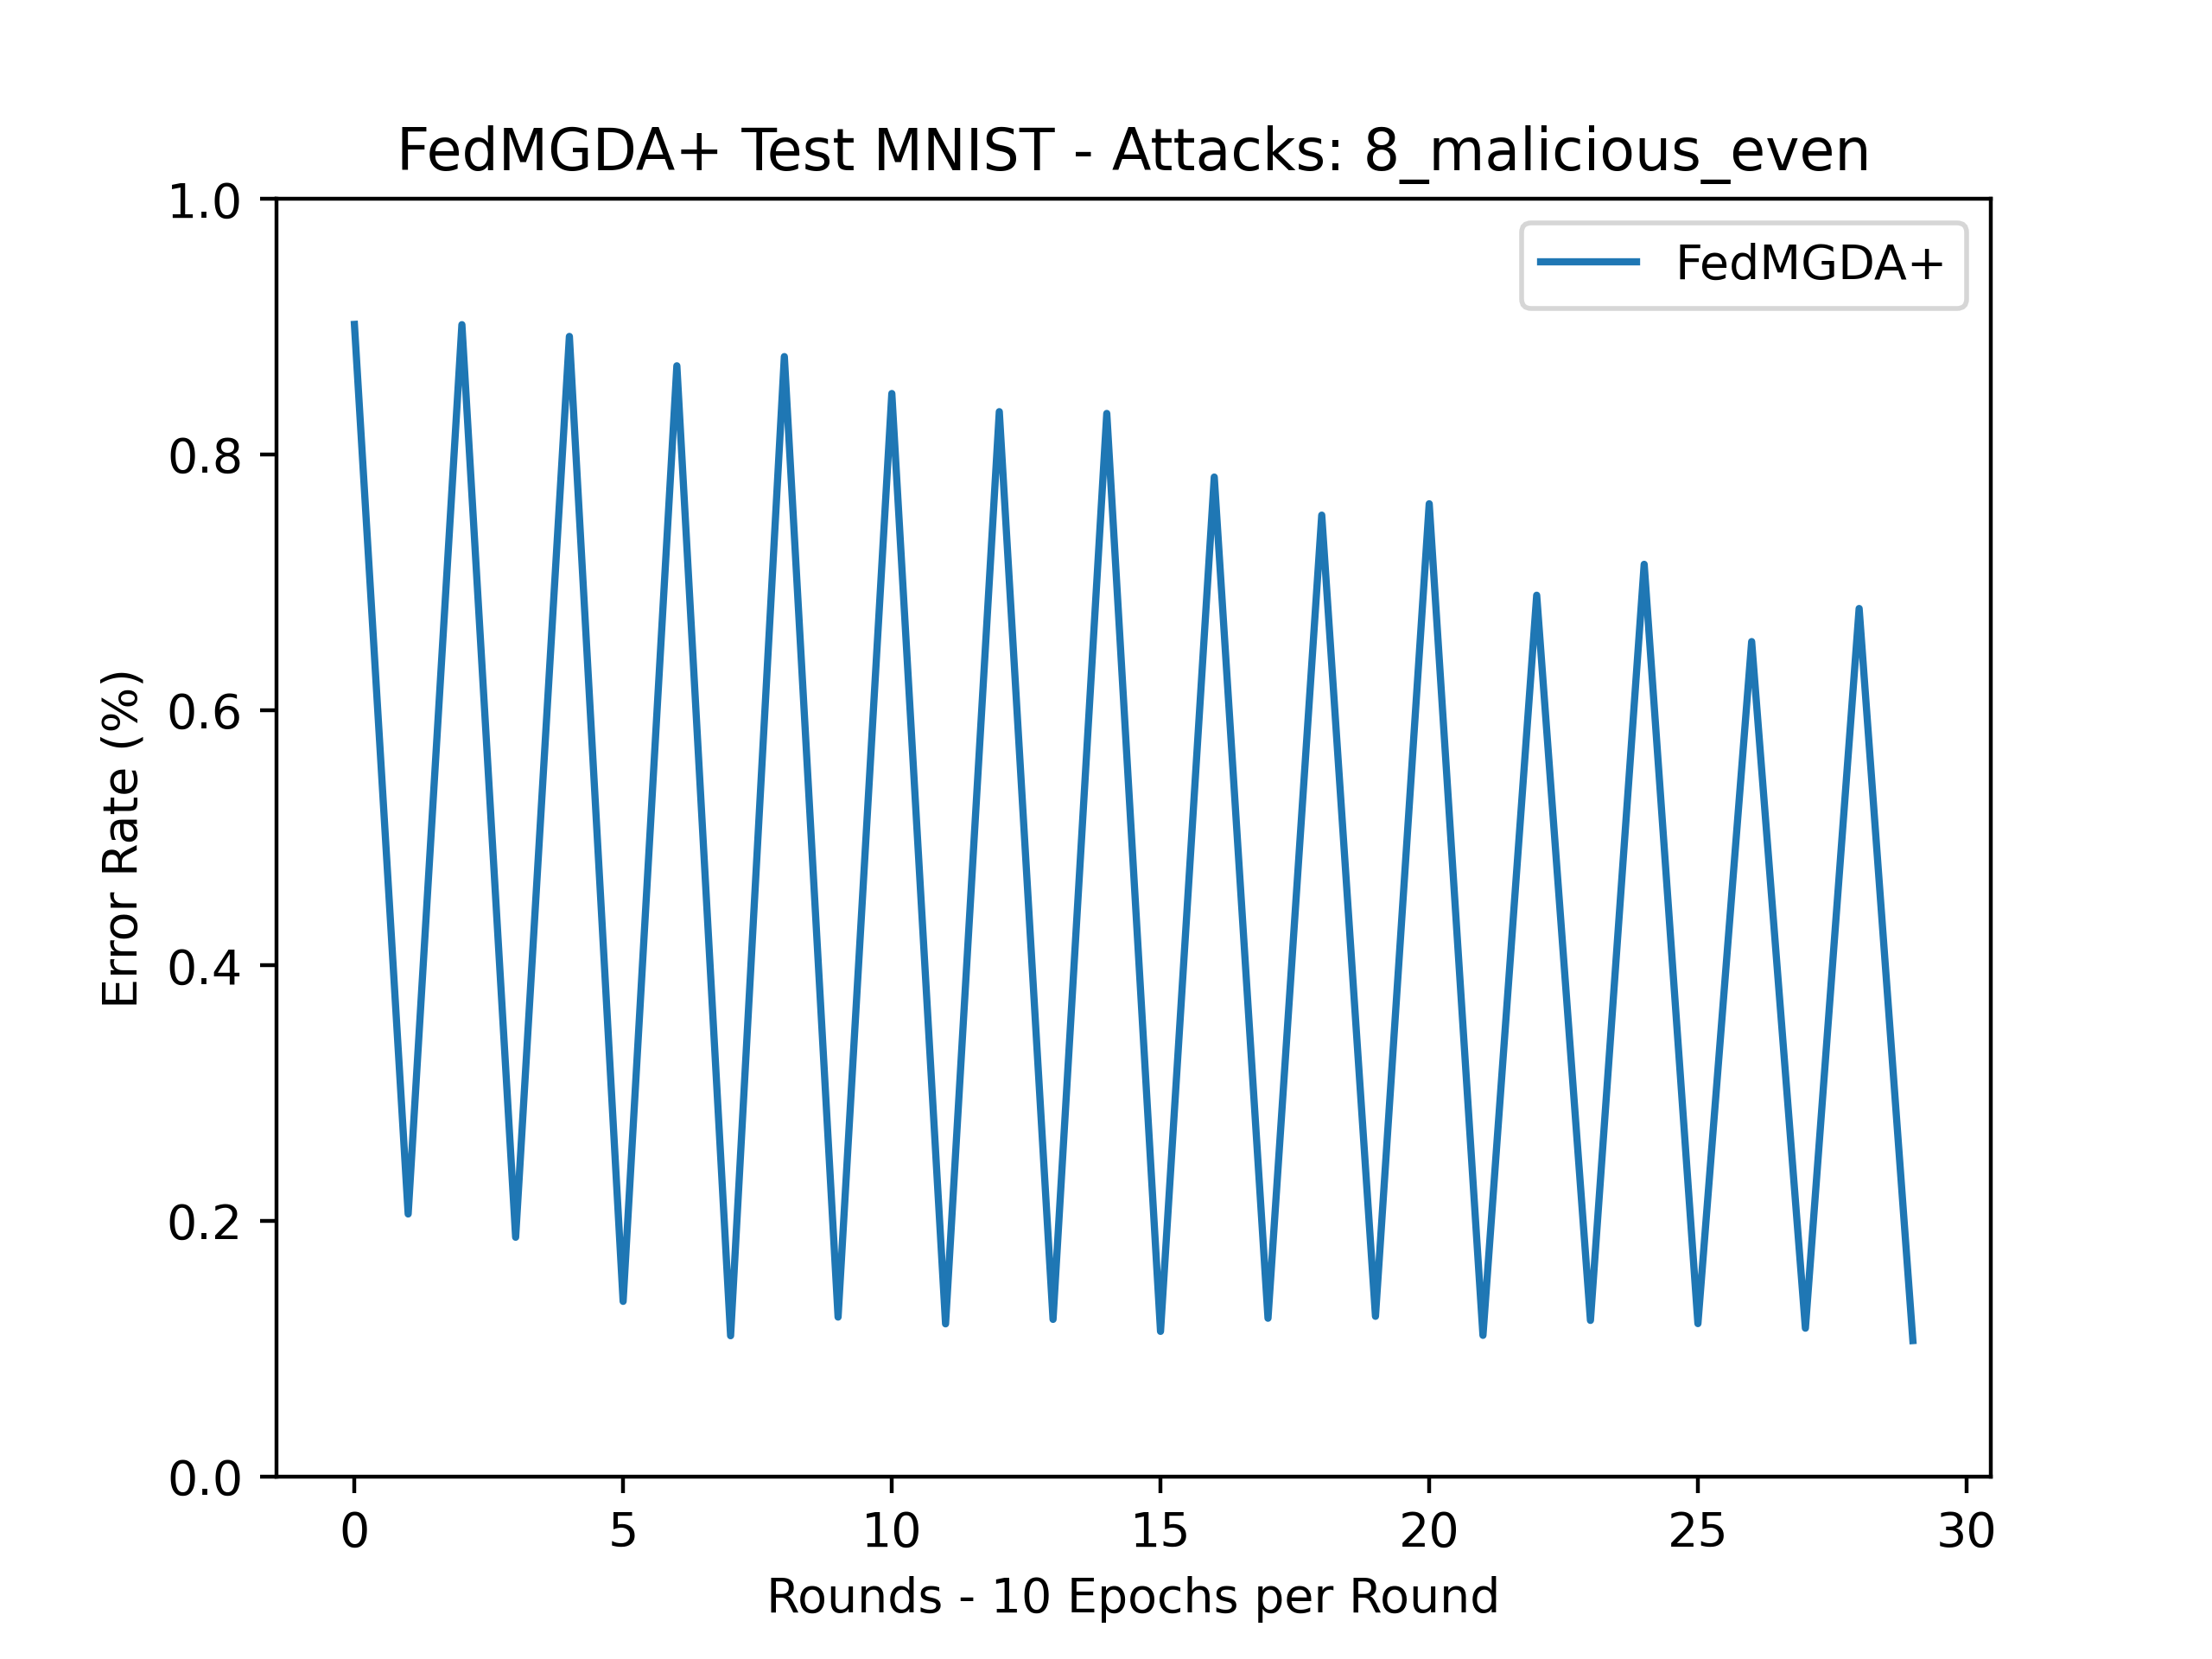 FedMGDA+ Test MNIST - Attacks: 8_malicious_even
1.0
FedMGDA+
0.8
0.6
0.4
0.2
0.0
Error Rate (%)
0 5 10 15 20 25 30
Rounds - 10 Epochs per Round